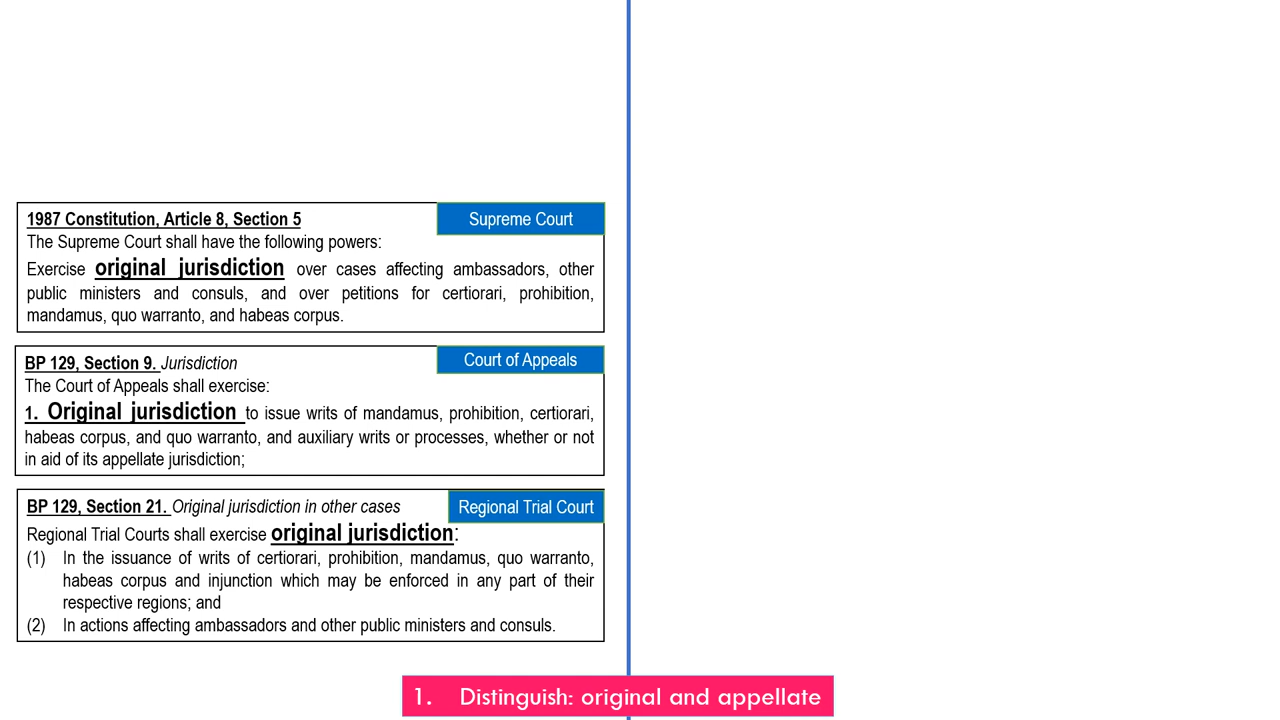 1987 Constitution, Article 8, Section 5
Supreme Court
The Supreme Court shall have the following powers:
Exercise original jurisdiction over cases affecting ambassadors, other
public ministers and consuls, and over petitions for certiorari, prohibition,
mandamus, quo warranto, and habeas corpus.
BP 129, Section 9. Jurisdiction
Court of Appeals
The Court of Appeals shall exercise:
1. Original jurisdiction to issue writs of mandamus, prohibition, certiorari,
habeas corpus, and quo warranto, and auxiliary writs or processes, whether or not
in aid of its appellate jurisdiction;
BP 129, Section 21. Original jurisdiction in other cases
Regional Trial Court
Regional Trial Courts shall exercise original jurisdiction:
(1) In the issuance of writs of certiorari, prohibition, mandamus, quo warranto,
habeas corpus and injunction which may be enforced in any part of their
respective regions; and
(2) In actions affecting ambassadors and other public ministers and consuls.
1. Distinguish: original and appellate